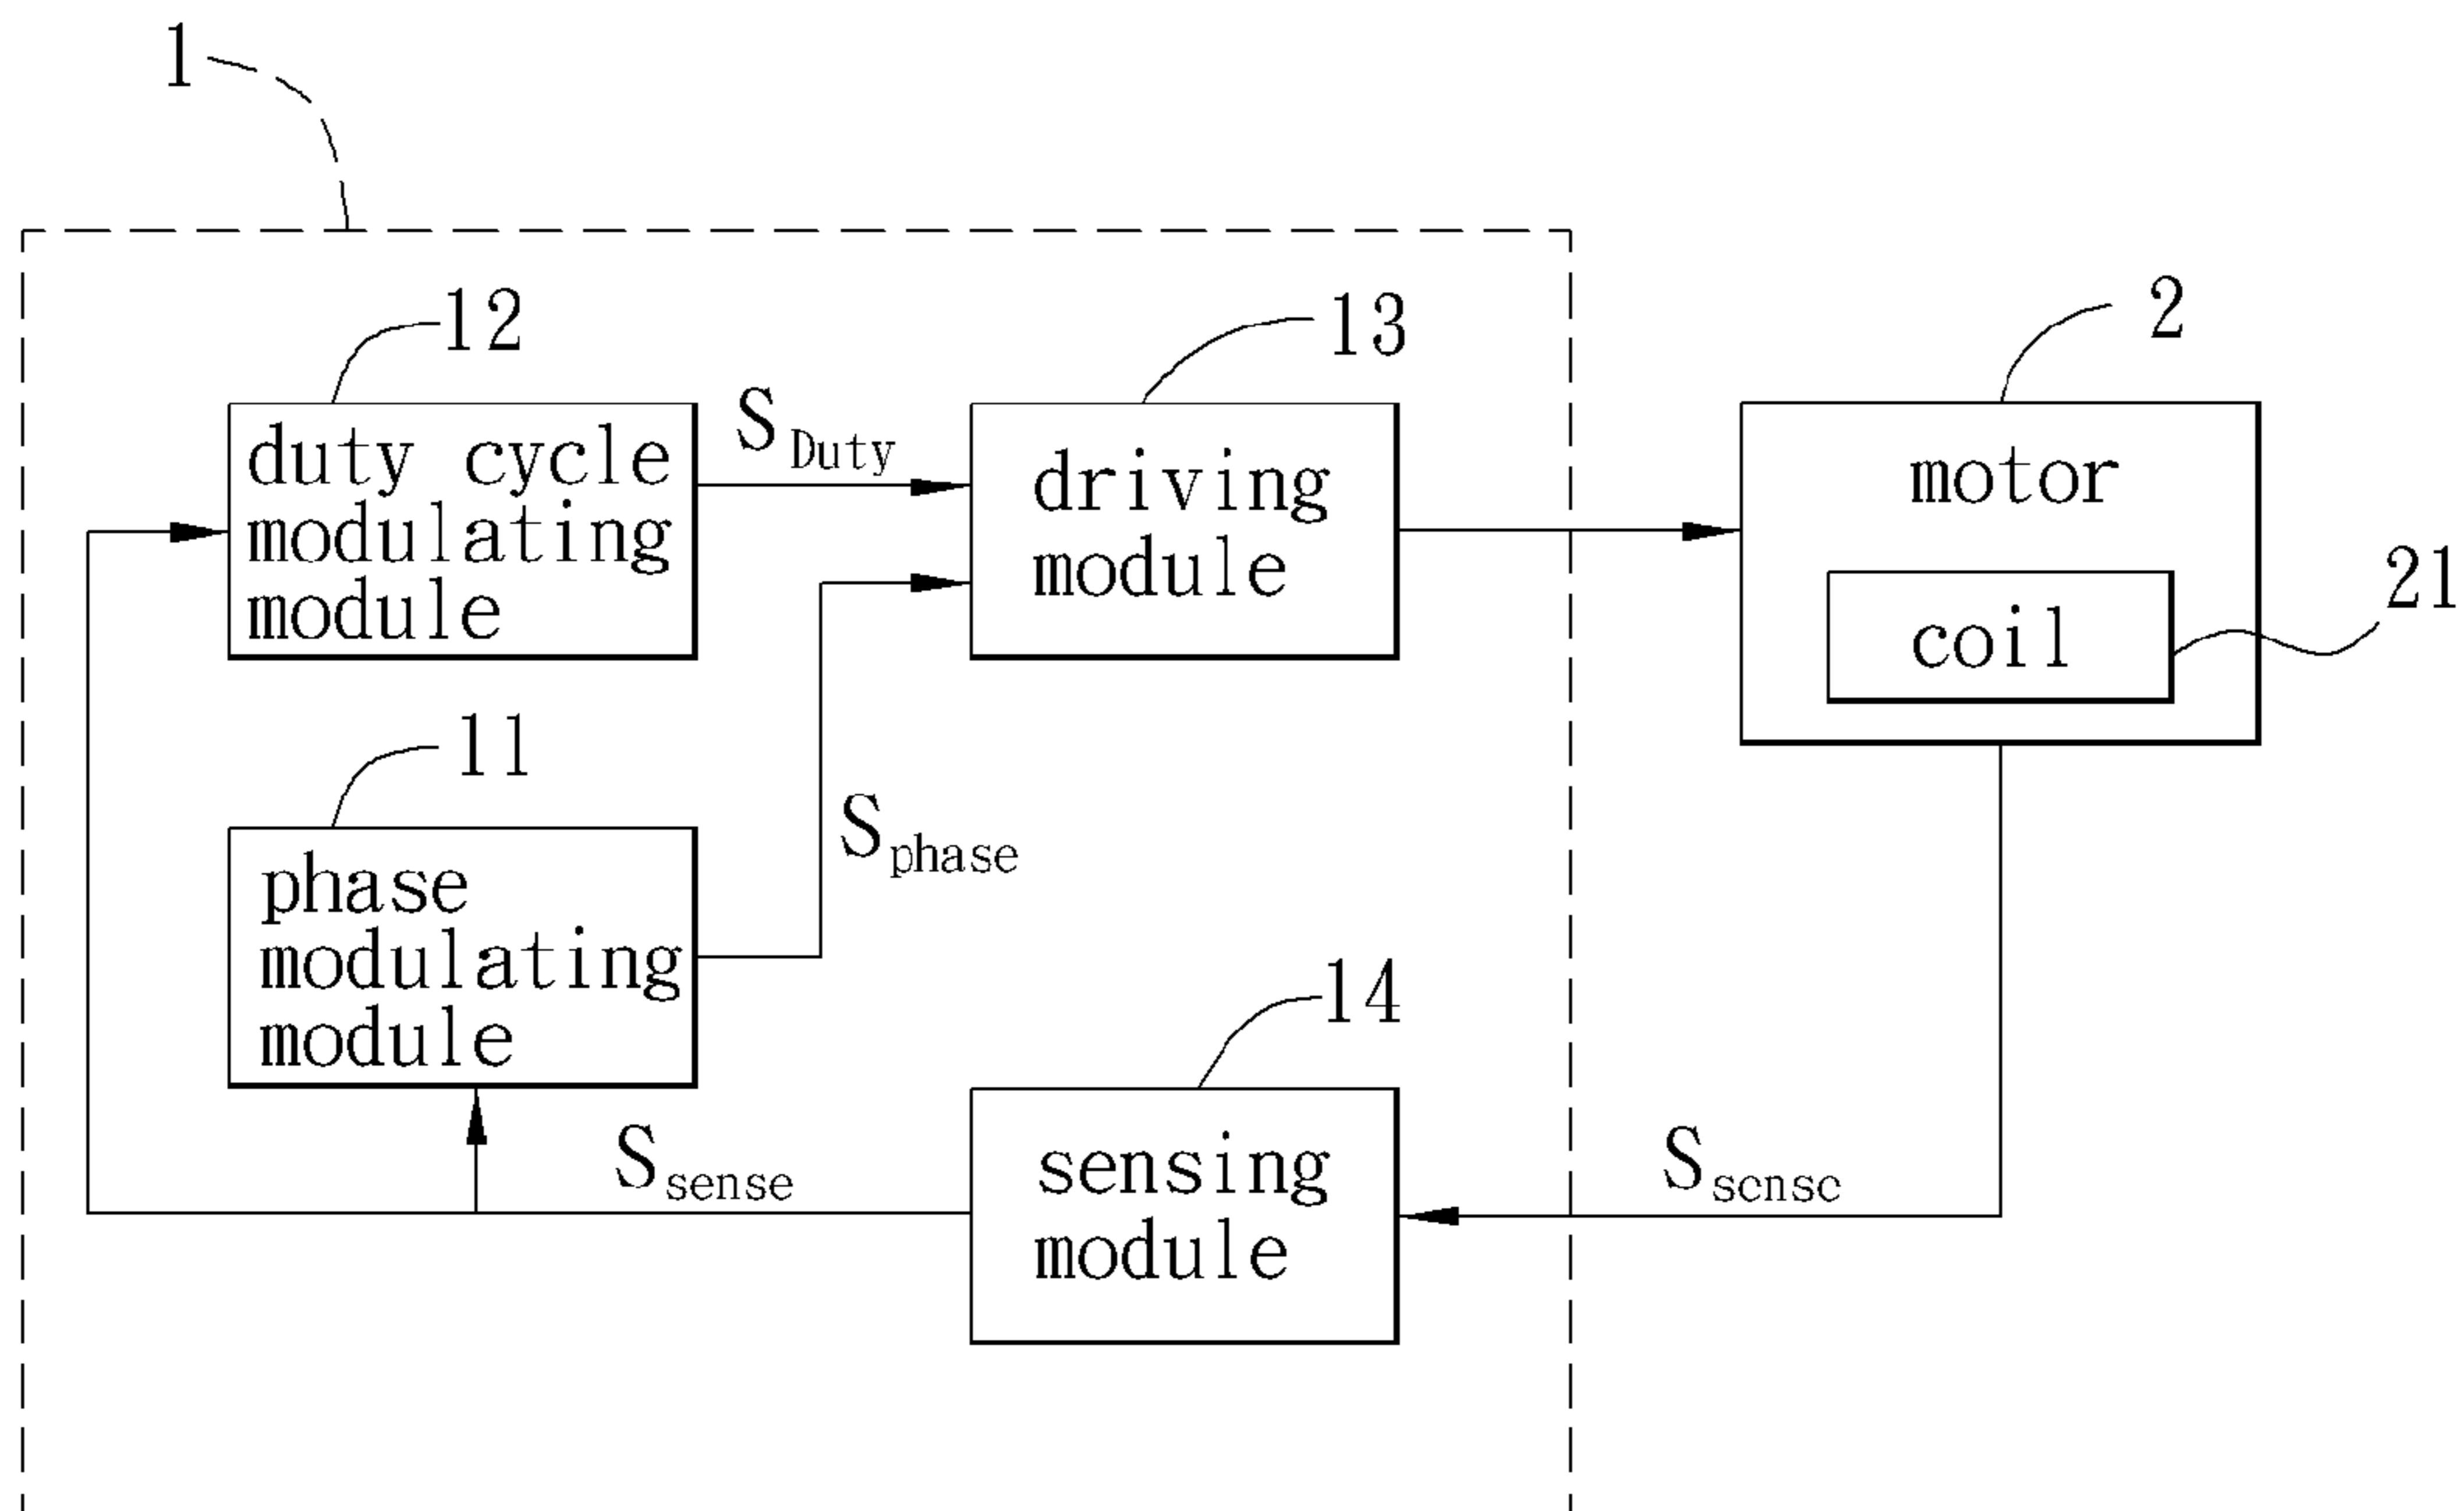 1
12
13
2
duty cycle
modulating
module
S Duty
driving
module
motor
coil
21
11
phase
modulating
module
S phase
14
S sense
sensing
module
S sense